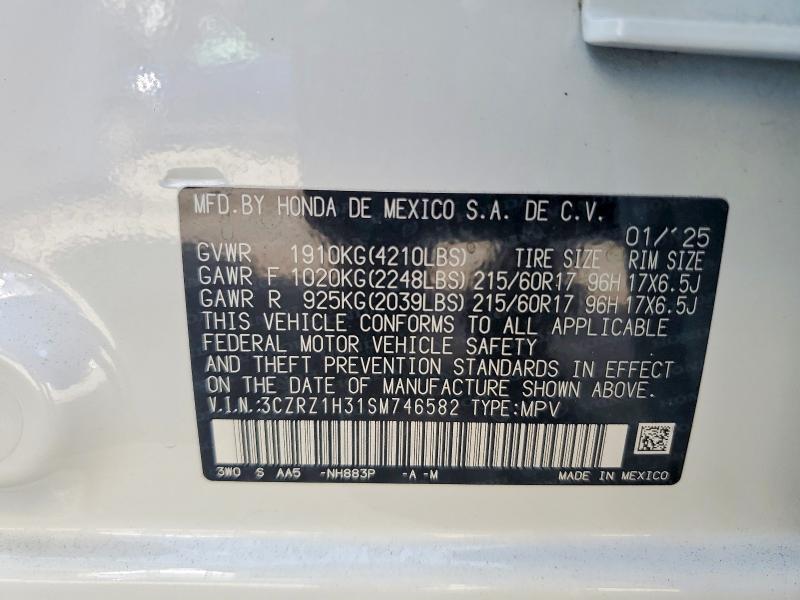 MFD. BY HONDA DE MEXICO S.A. DE C.V.
01/'25
GVWR 1910KG(4210LBS) TIRE SIZE RIM SIZE
GAWR F 1020KG(2248LBS) 215/60R17 96H 17X6.5J
GAWR R 925KG(2039LBS) 215/60R17 96H 17X6.5J
THIS VEHICLE CONFORMS TO ALL APPLICABLE
FEDERAL MOTOR VEHICLE SAFETY
AND THEFT PREVENTION STANDARDS IN EFFECT
ON THE DATE OF MANUFACTURE SHOWN ABOVE.
V.I.N.:3CZRZ1H31SM746582 TYPE:MPV
3W0 S AA5 -NH883P -A -M MADE IN MEXICO